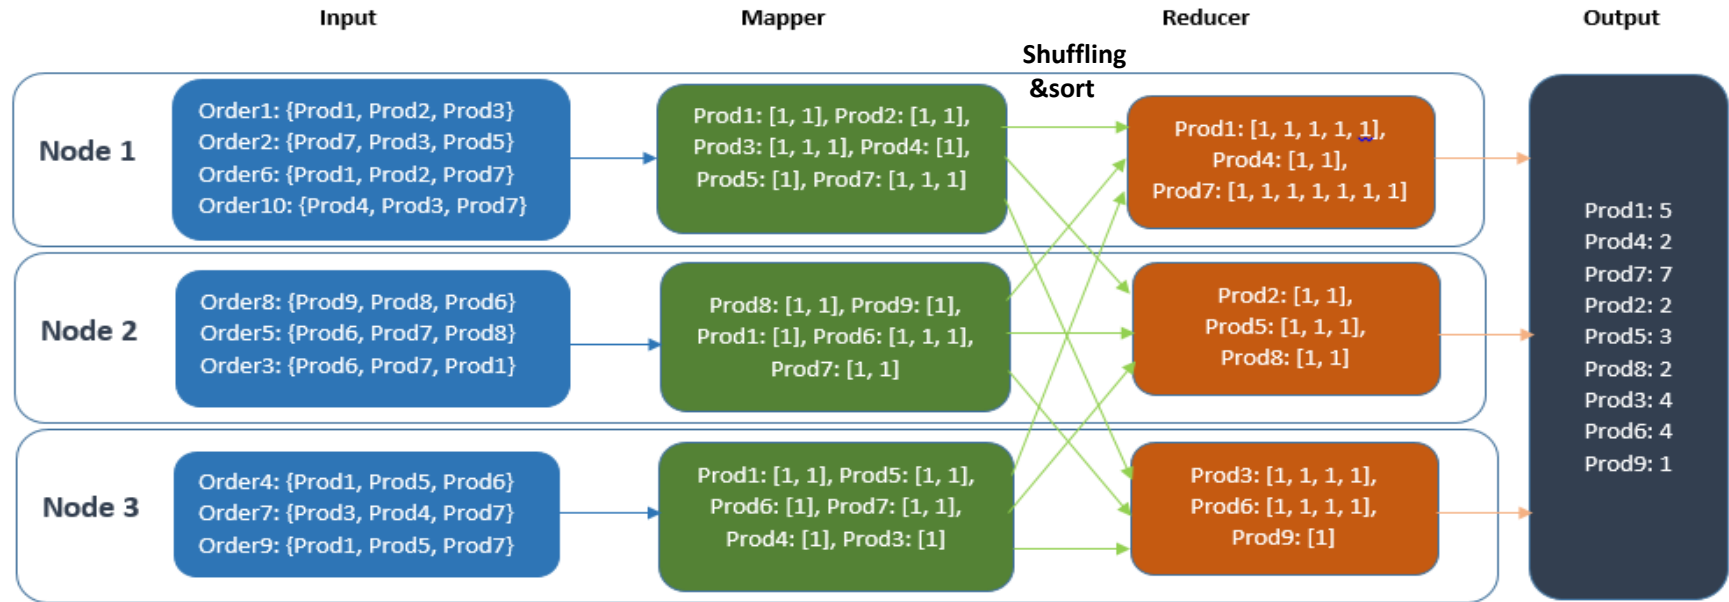 Input
Mapper
Reducer
Output
Shuffling
&sort
Node 1
Order1: {Prod1, Prod2, Prod3}
Order2: {Prod7, Prod3, Prod5}
Order6: {Prod1, Prod2, Prod7}
Order10: {Prod4, Prod3, Prod7}
Prod1: [1, 1], Prod2: [1, 1],
Prod3: [1, 1, 1], Prod4: [1],
Prod5: [1], Prod7: [1, 1, 1]
Prod1: [1, 1, 1, 1, 1],
Prod4: [1, 1],
Prod7: [1, 1, 1, 1, 1, 1, 1]
Node 2
Order8: {Prod9, Prod8, Prod6}
Order5: {Prod6, Prod7, Prod8}
Order3: {Prod6, Prod7, Prod1}
Prod8: [1, 1], Prod9: [1],
Prod1: [1], Prod6: [1, 1, 1],
Prod7: [1, 1]
Prod2: [1, 1],
Prod5: [1, 1, 1],
Prod8: [1, 1]
Node 3
Order4: {Prod1, Prod5, Prod6}
Order7: {Prod3, Prod4, Prod7}
Order9: {Prod1, Prod5, Prod7}
Prod1: [1, 1], Prod5: [1, 1],
Prod6: [1], Prod7: [1, 1],
Prod4: [1], Prod3: [1]
Prod3: [1, 1, 1, 1],
Prod6: [1, 1, 1, 1],
Prod9: [1]
Prod1: 5
Prod4: 2
Prod7: 7
Prod2: 2
Prod5: 3
Prod8: 2
Prod3: 4
Prod6: 4
Prod9: 1